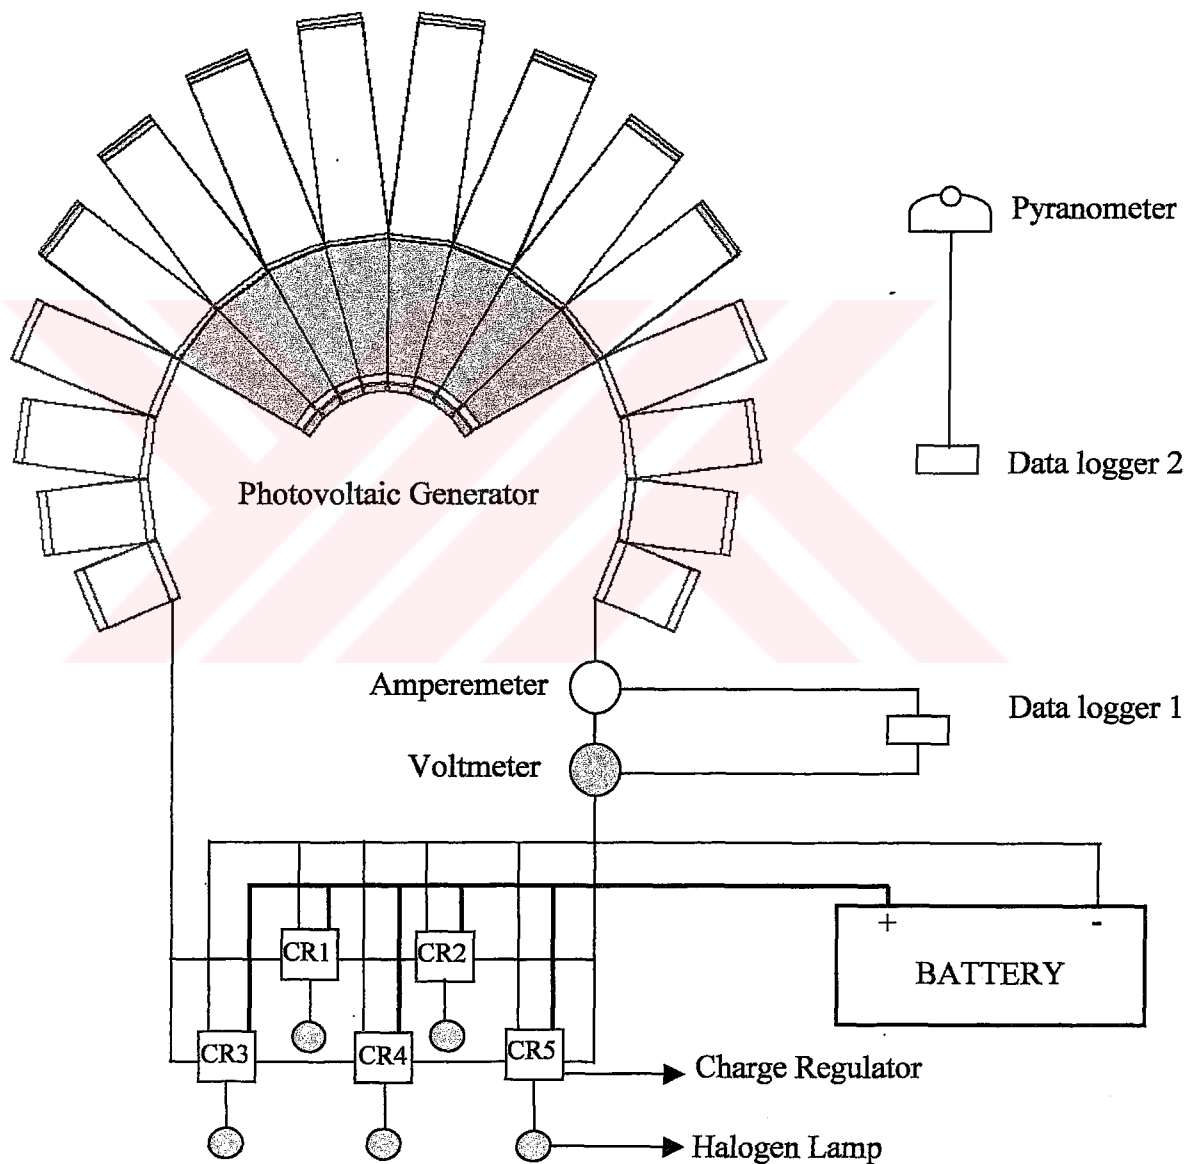 Pyranometer
Data logger 2
Photovoltaic Generator
Amperemeter
Data logger 1
Voltmeter
+ -
CR1 CR2
BATTERY
CR3 CR4 CR5
Charge Regulator
Halogen Lamp